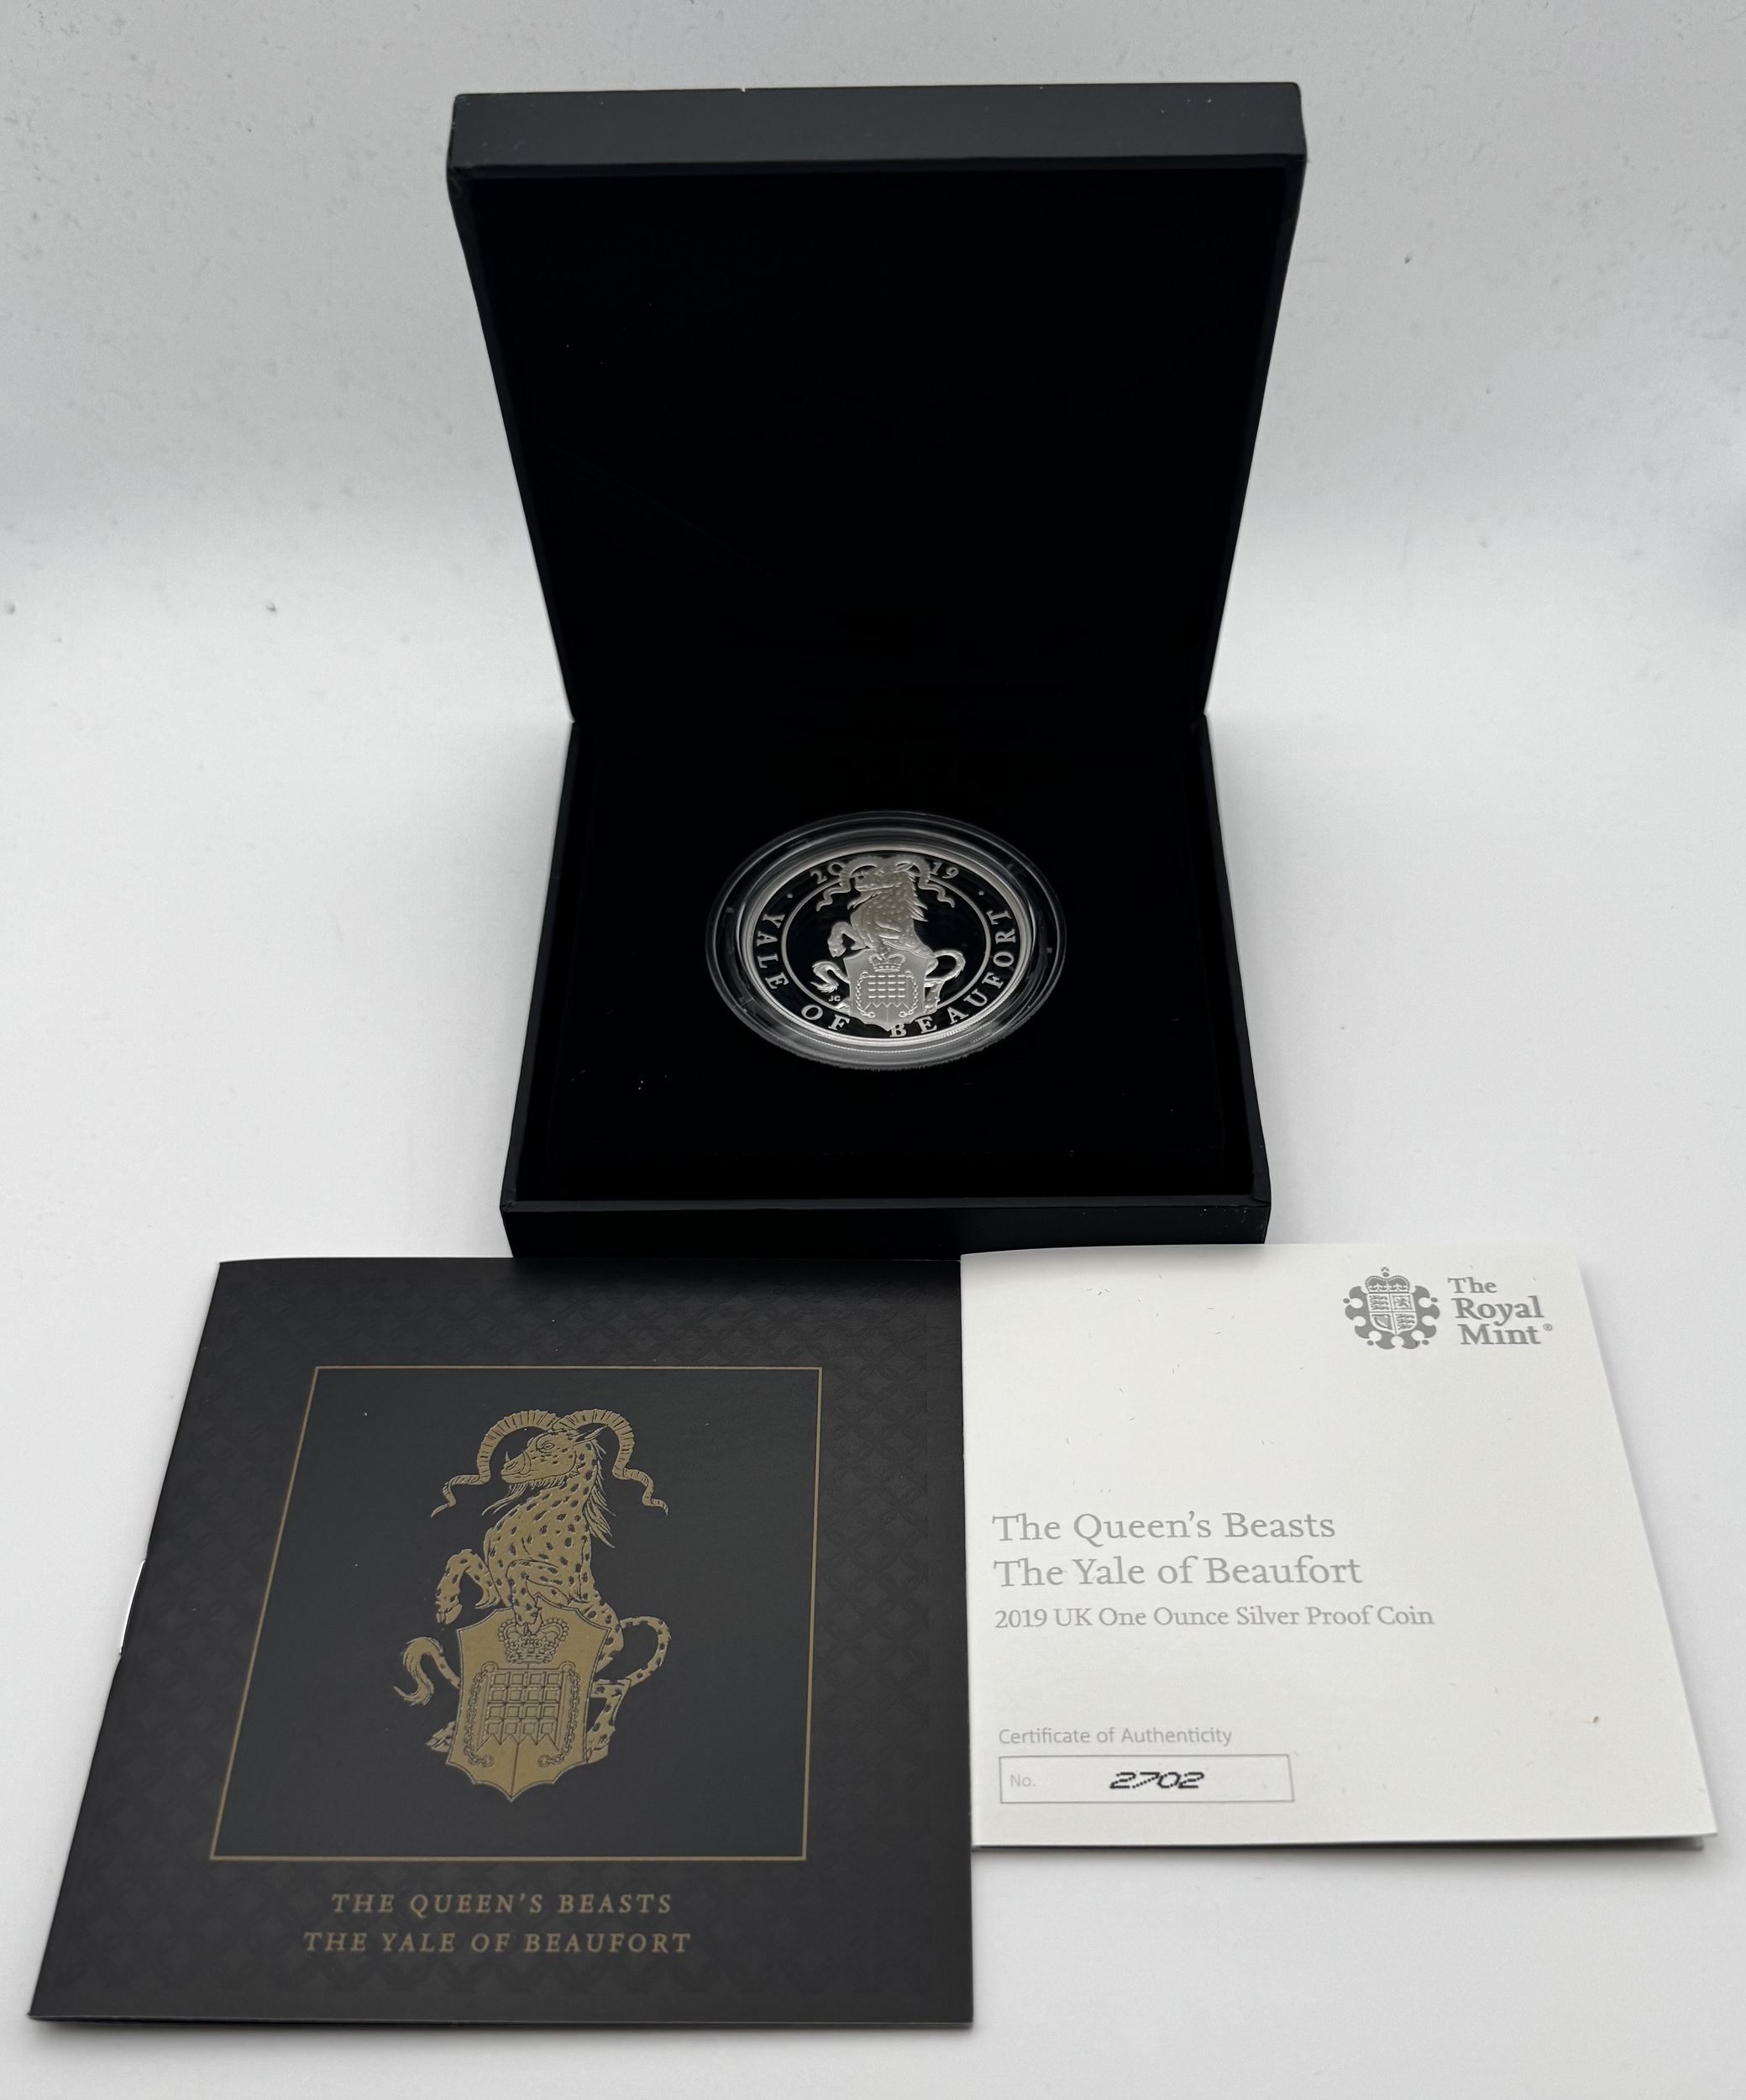 2019
· YALE OF BEAUFORT ·
JC
THE QUEEN'S BEASTS
THE YALE OF BEAUFORT
The
Royal
Mint®
The Queen's Beasts
The Yale of Beaufort
2019 UK One Ounce Silver Proof Coin
Certificate of Authenticity
No. 2702